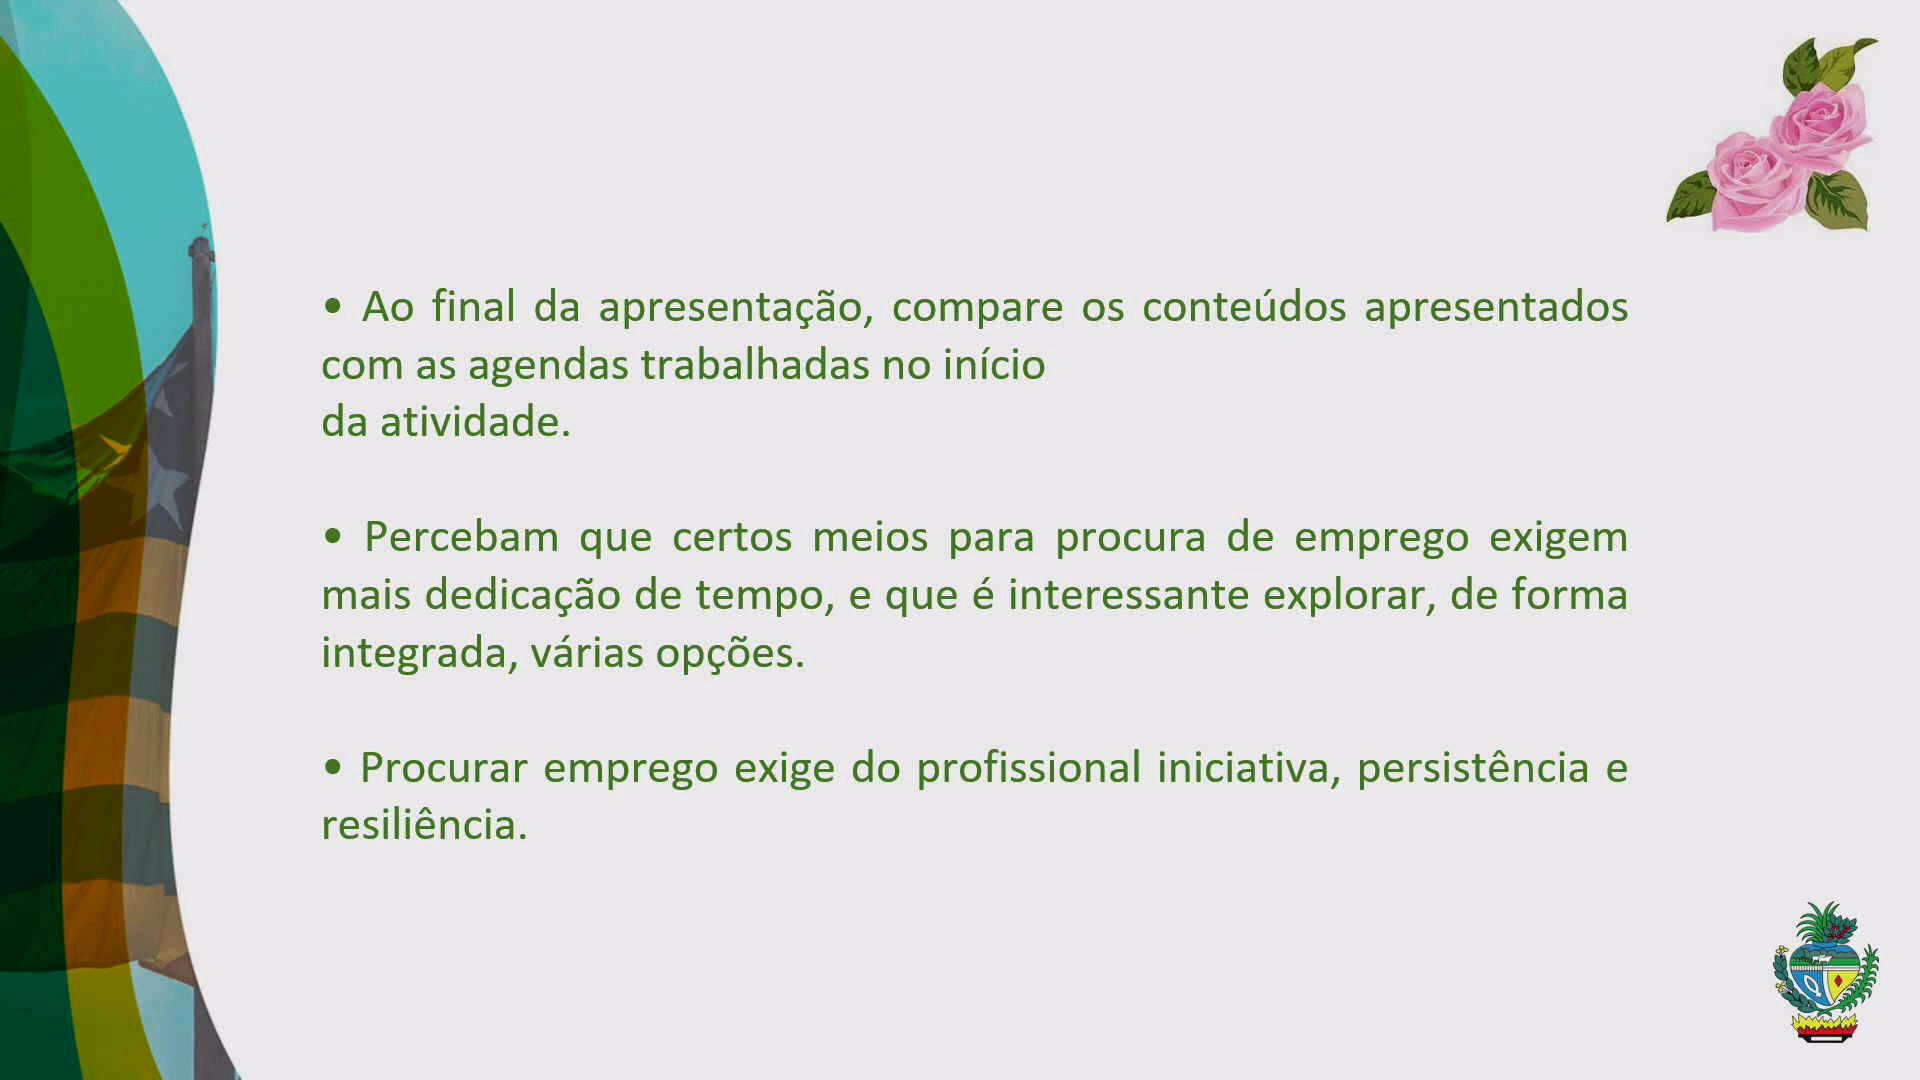 • Ao final da apresentação, compare os conteúdos apresentados
com as agendas trabalhadas no início
da atividade.
• Percebam que certos meios para procura de emprego exigem
mais dedicação de tempo, e que é interessante explorar, de forma
integrada, várias opções.
• Procurar emprego exige do profissional iniciativa, persistência e
resiliência.